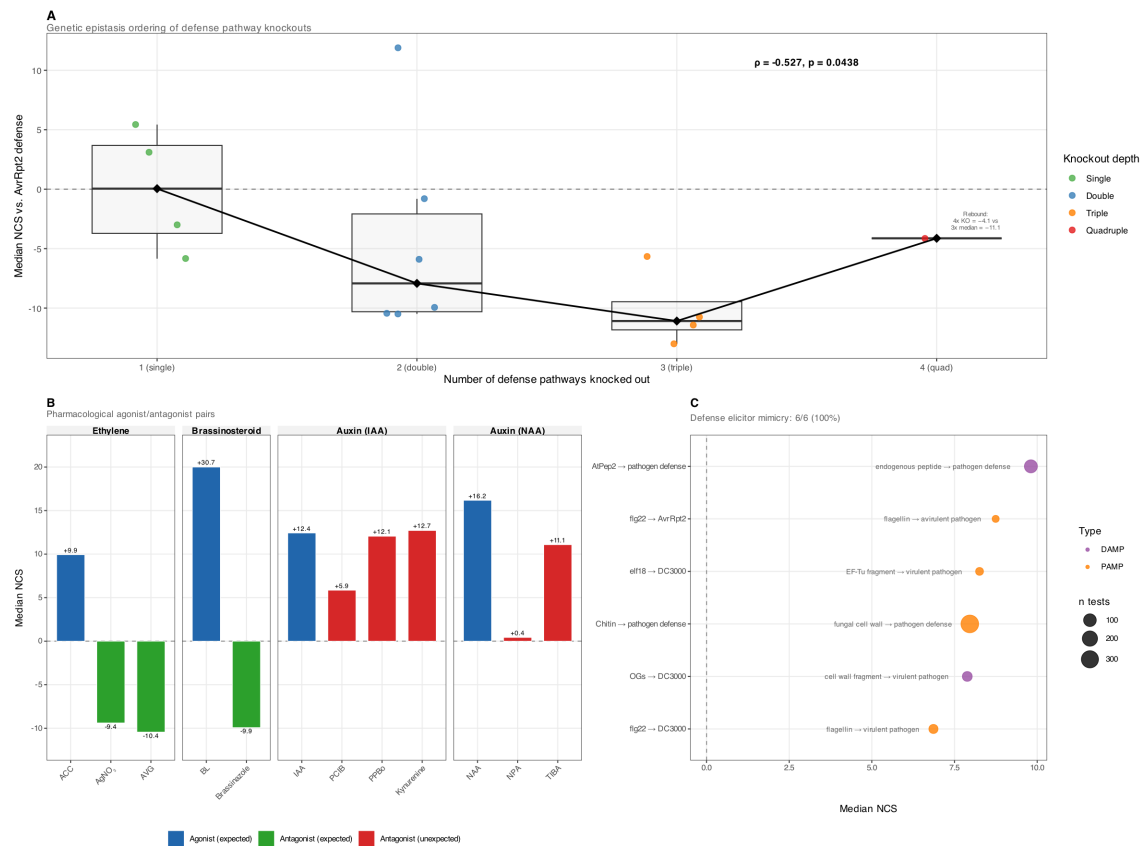 A
Genetic epistasis ordering of defense pathway knockouts
ρ = -0.527, p = 0.0438
10
5
0
-5
-10
Median NCS vs. AvrRpt2 defense
Rebound:
4x KO = −4.1 vs
3x median = −11.1
1 (single)
2 (double)
3 (triple)
4 (quad)
Number of defense pathways knocked out
Knockout depth
Single
Double
Triple
Quadruple
B
Pharmacological agonist/antagonist pairs
Ethylene
Brassinosteroid
Auxin (IAA)
Auxin (NAA)
Median NCS
20
15
10
5
0
-5
-10
+9.9
-9.4
-10.4
+30.7
-9.9
+12.4
+5.9
+12.1
+12.7
+16.2
+0.4
+11.1
ACC
AgNO₃
AVG
BL
Brassinazole
IAA
PCIB
PPBo
Kynurenine
NAA
NPA
TIBA
Agonist (expected)
Antagonist (expected)
Antagonist (unexpected)
C
Defense elicitor mimicry: 6/6 (100%)
AtPep2 → pathogen defense
endogenous peptide → pathogen defense
flg22 → AvrRpt2
flagellin → avirulent pathogen
elf18 → DC3000
EF-Tu fragment → virulent pathogen
Chitin → pathogen defense
fungal cell wall → pathogen defense
OGs → DC3000
cell wall fragment → virulent pathogen
flg22 → DC3000
flagellin → virulent pathogen
0.0
2.5
5.0
7.5
10.0
Median NCS
Type
DAMP
PAMP
n tests
100
200
300